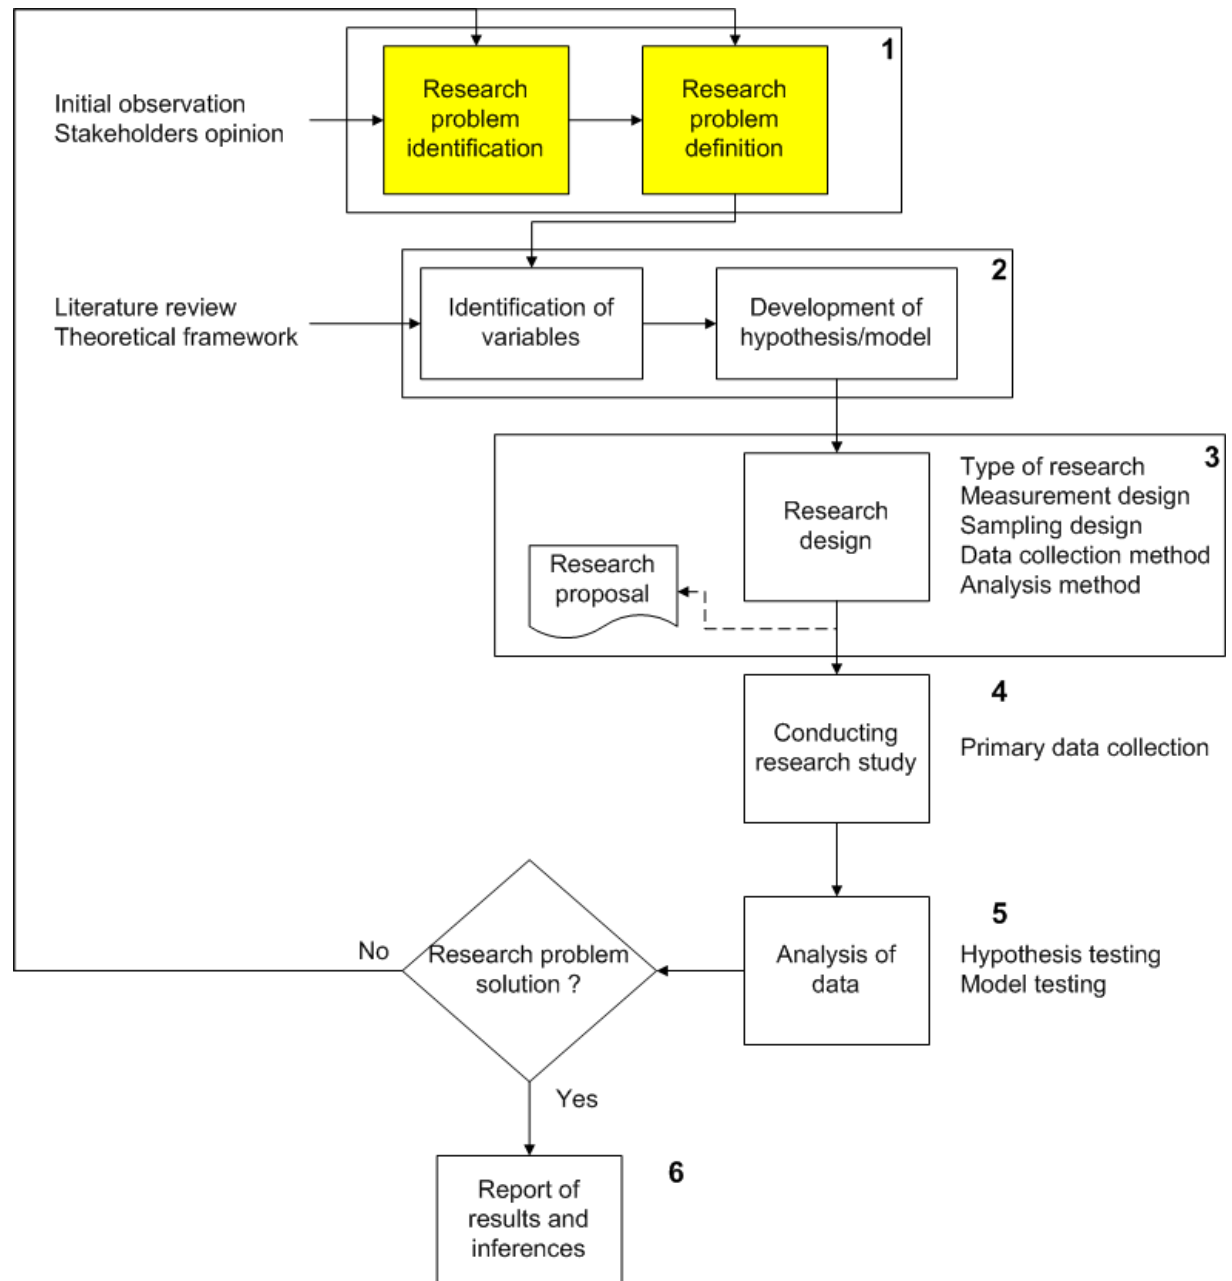 1
Research
problem
identification
Research
problem
definition
Initial observation
Stakeholders opinion
2
Identification of
variables
Development of
hypothesis/model
Literature review
Theoretical framework
3
Research
design
Type of research
Measurement design
Sampling design
Data collection method
Analysis method
Research
proposal
4
Conducting
research study
Primary data collection
5
Analysis of
data
Hypothesis testing
Model testing
Research problem
solution ?
No
Yes
6
Report of
results and
inferences